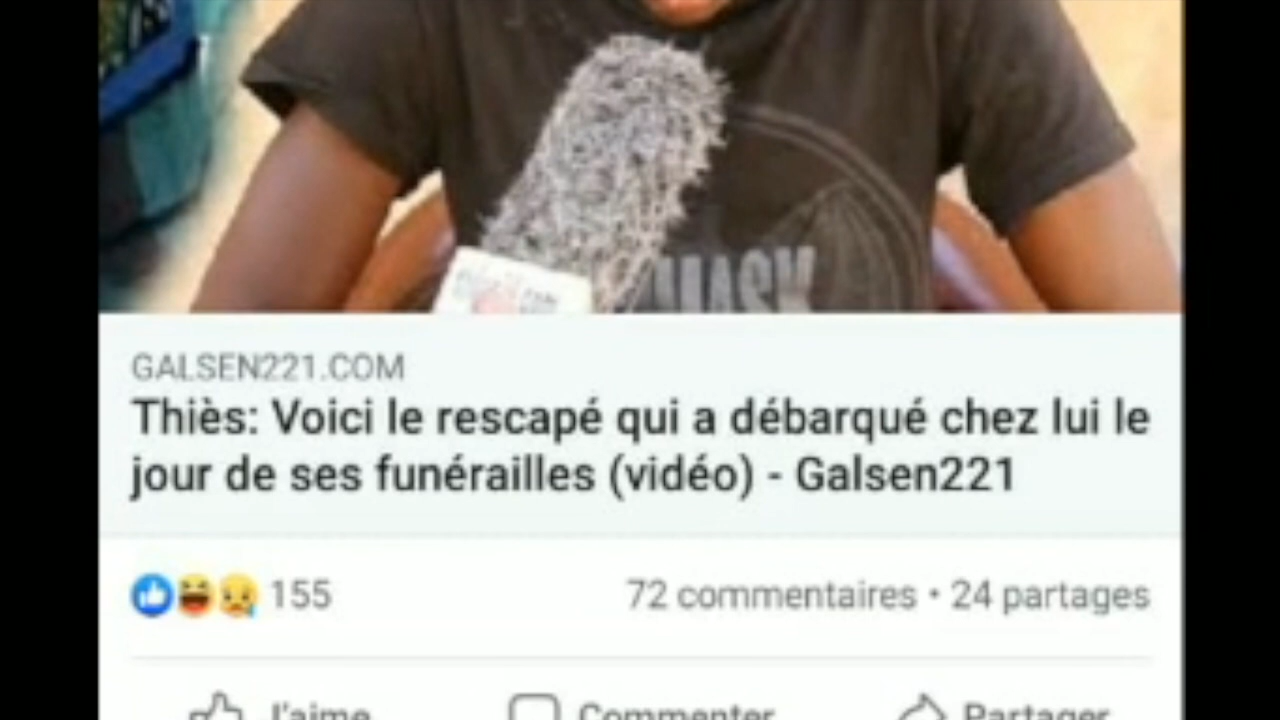 MASK
GALSEN221.COM
Thiès: Voici le rescapé qui a débarqué chez lui le
jour de ses funérailles (vidéo) - Galsen221
155
72 commentaires • 24 partages
J'aime
Commenter
Partager